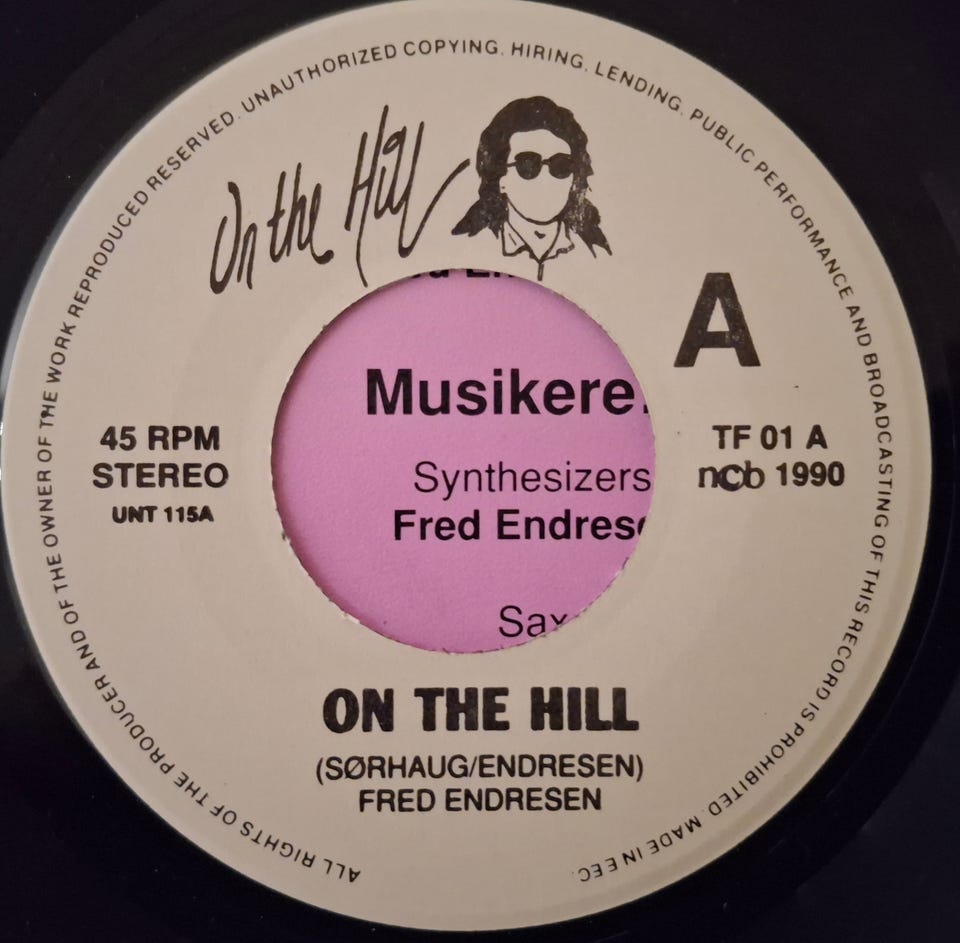 ALL RIGHTS OF THE PRODUCER AND OF THE OWNER OF THE WORK REPRODUCED RESERVED. UNAUTHORIZED COPYING. HIRING. LENDING. PUBLIC PERFORMANCE AND BROADCASTING OF THIS RECORD IS PROHIBITED. MADE IN EEC.
On the Hill
A
Musikere
45 RPM
STEREO
UNT 115A
TF 01 A
ncb 1990
Synthesizers
Fred Endres
Sax
ON THE HILL
(SØRHAUG/ENDRESEN)
FRED ENDRESEN